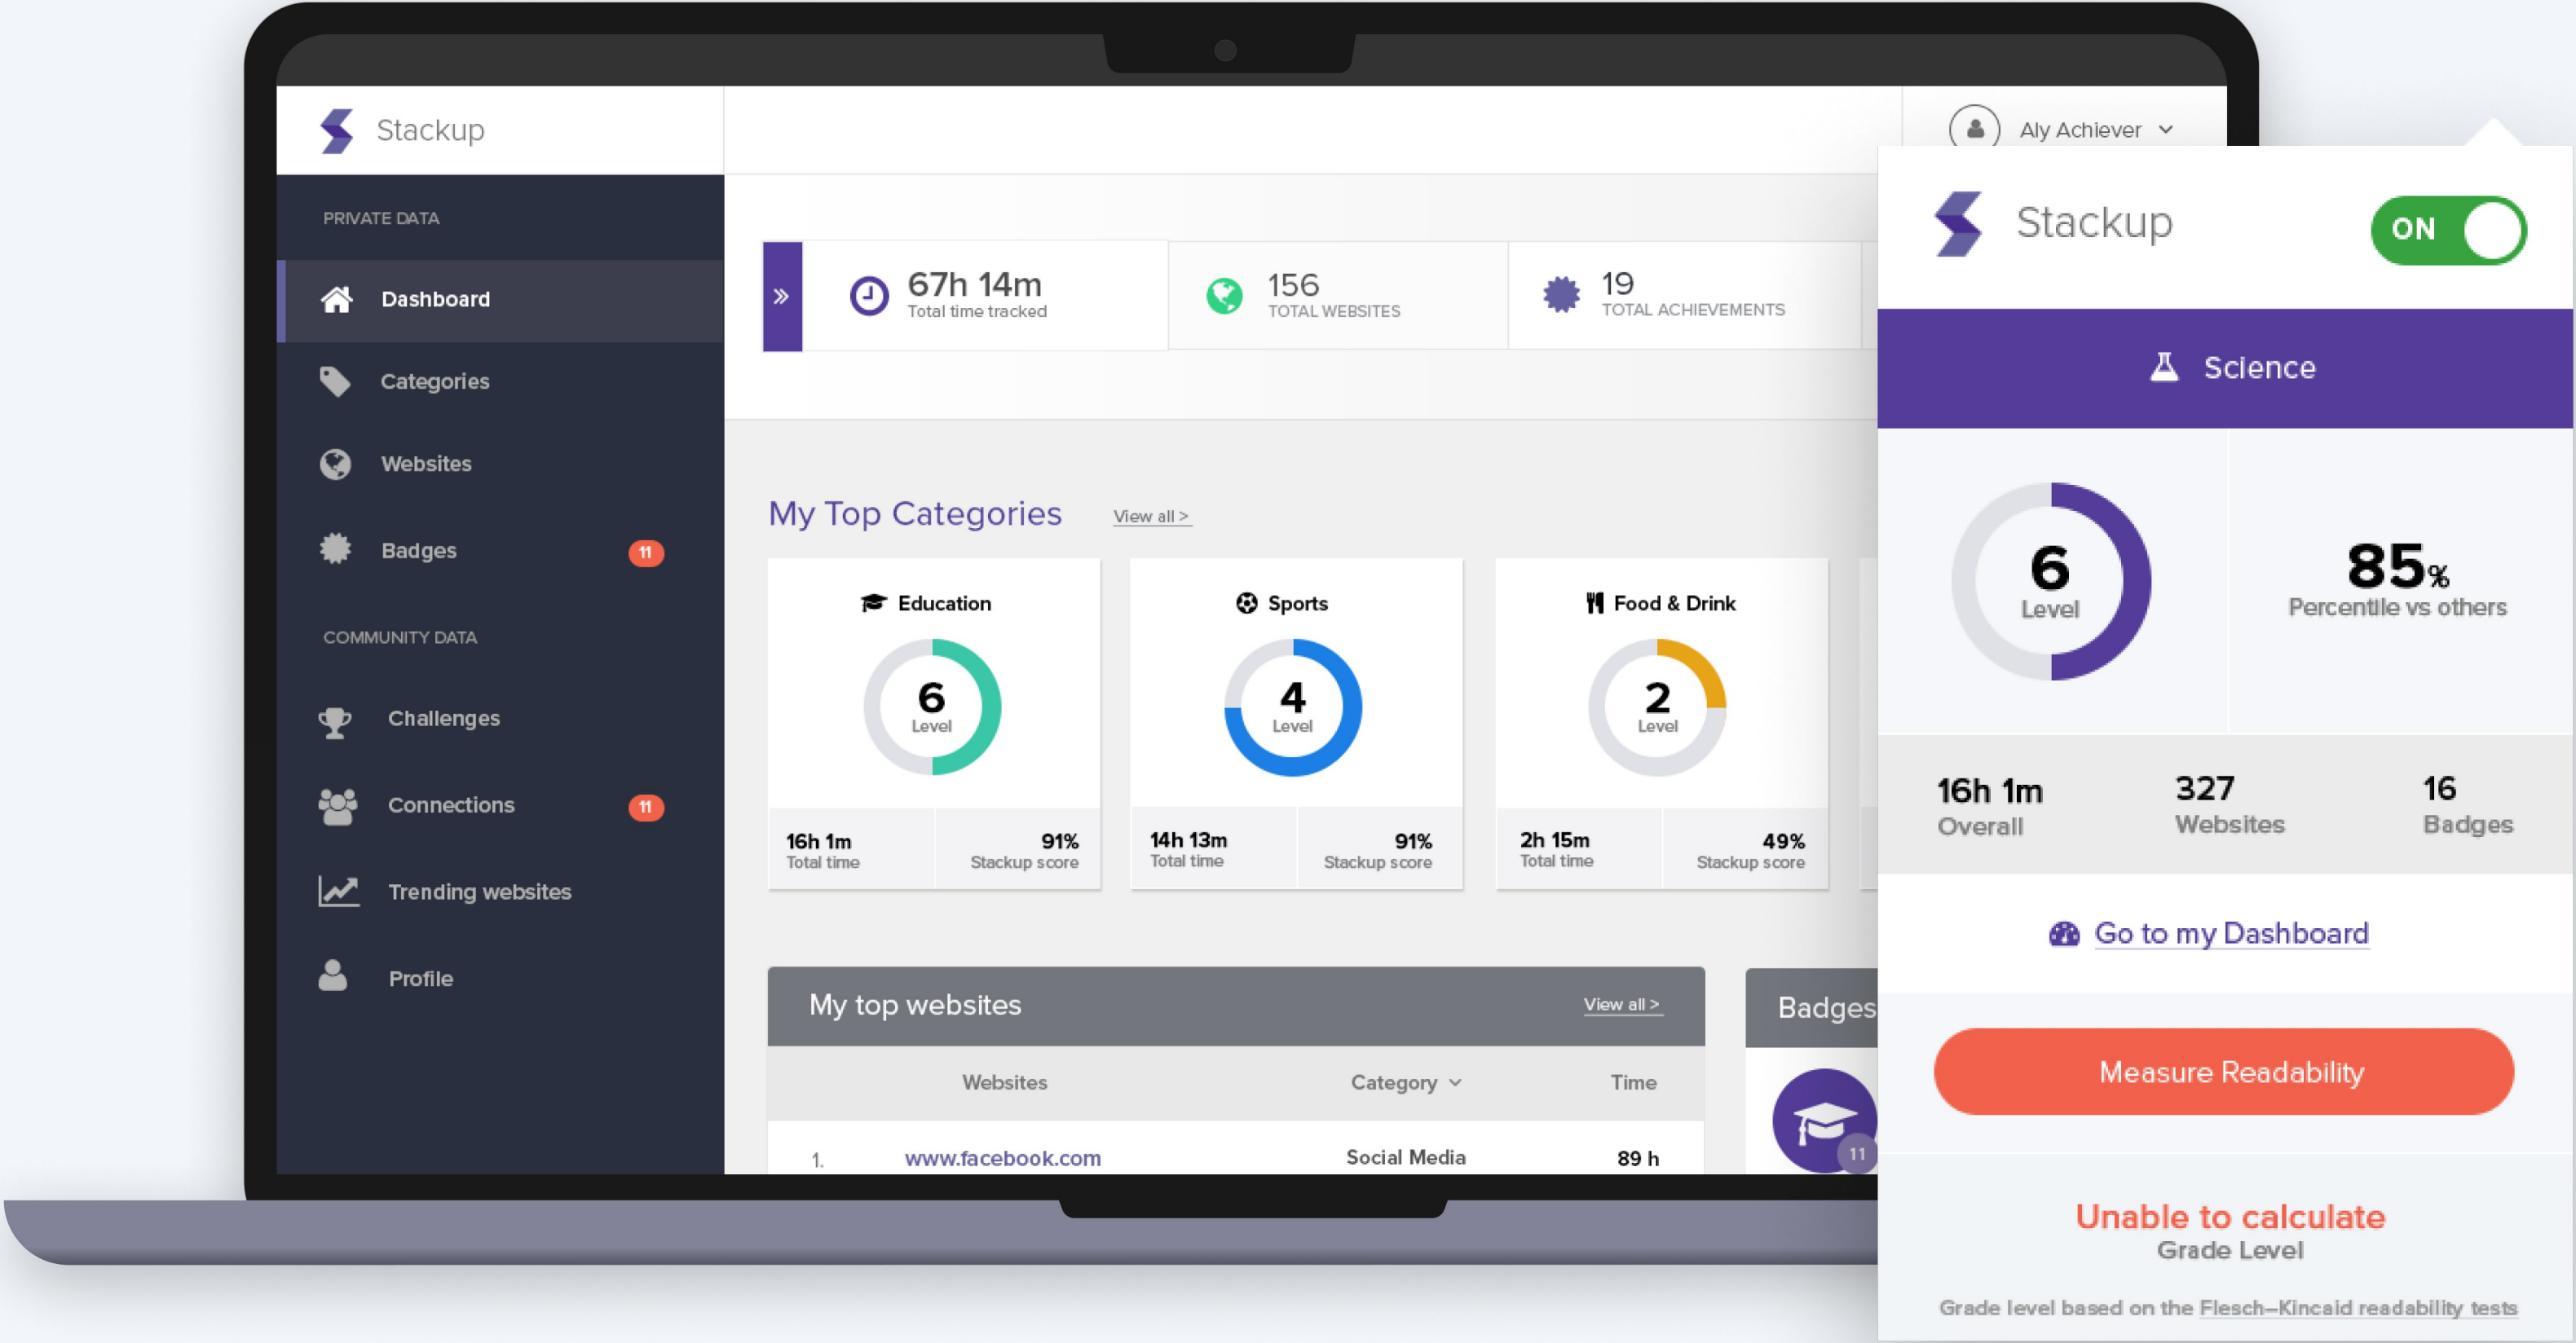 Stackup
Aly Achiever
PRIVATE DATA
Dashboard
Categories
Websites
Badges 11
COMMUNITY DATA
Challenges
Connections 11
Trending websites
Profile
67h 14m
Total time tracked
156
TOTAL WEBSITES
19
TOTAL ACHIEVEMENTS
My Top Categories View all >
Education
6
Level
16h 1m 91%
Total time Stackup score
Sports
4
Level
14h 13m 91%
Total time Stackup score
Food & Drink
2
Level
2h 15m 49%
Total time Stackup score
My top websites View all >
Websites Category Time
1. www.facebook.com Social Media 89 h
Badges
11
Stackup ON
Science
6
Level
85%
Percentile vs others
16h 1m 327 16
Overall Websites Badges
Go to my Dashboard
Measure Readability
Unable to calculate
Grade Level
Grade level based on the Flesch–Kincaid readability tests